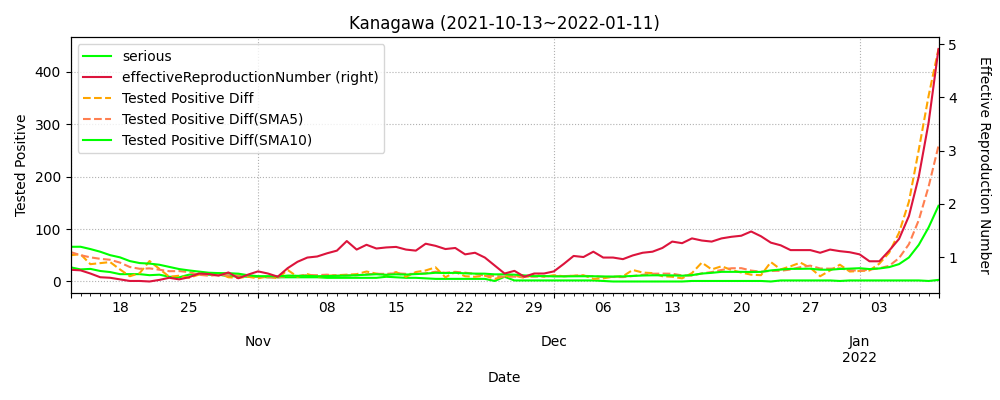 Kanagawa (2021-10-13~2022-01-11)
serious
effectiveReproductionNumber (right)
Tested Positive Diff
Tested Positive Diff(SMA5)
Tested Positive Diff(SMA10)
Tested Positive
400
300
200
100
0
5
4
3
2
1
Effective Reproduction Number
18 25 08 15 22 29 06 13 20 27 03
Nov Dec Jan
2022
Date